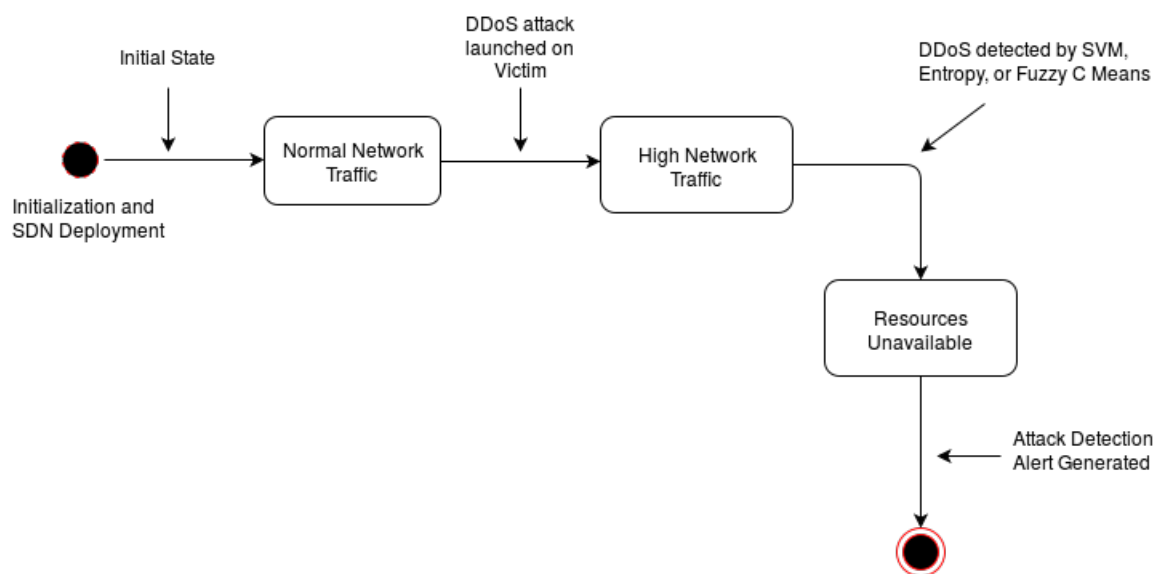 Initial State
DDoS attack
launched on
Victim
DDoS detected by SVM,
Entropy, or Fuzzy C Means
Normal Network
Traffic
High Network
Traffic
Initialization and
SDN Deployment
Resources
Unavailable
Attack Detection
Alert Generated